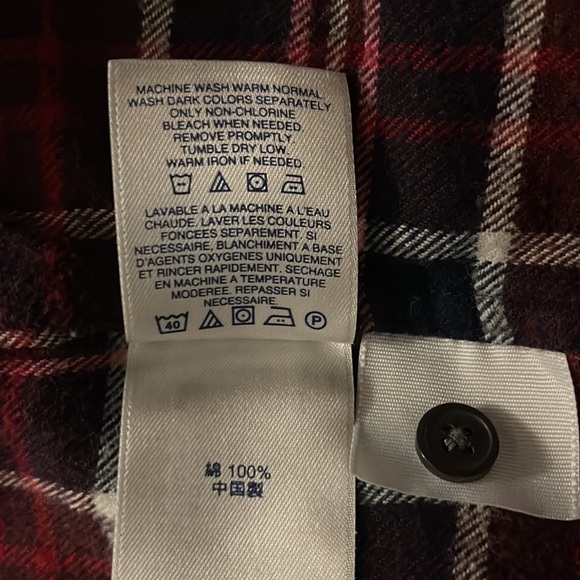 MACHINE WASH WARM NORMAL.
WASH DARK COLORS SEPARATELY
ONLY NON-CHLORINE
BLEACH WHEN NEEDED.
REMOVE PROMPTLY.
TUMBLE DRY LOW.
WARM IRON IF NEEDED.
LAVABLE A LA MACHINE A L'EAU
CHAUDE. LAVER LES COULEURS
FONCEES SEPAREMENT. SI
NECESSAIRE, BLANCHIMENT A BASE
D'AGENTS OXYGENES UNIQUEMENT
ET RINCER RAPIDEMENT. SECHAGE
EN MACHINE A TEMPERATURE
MODEREE. REPASSER SI
NECESSAIRE.
40 P
綿 100%
中国製